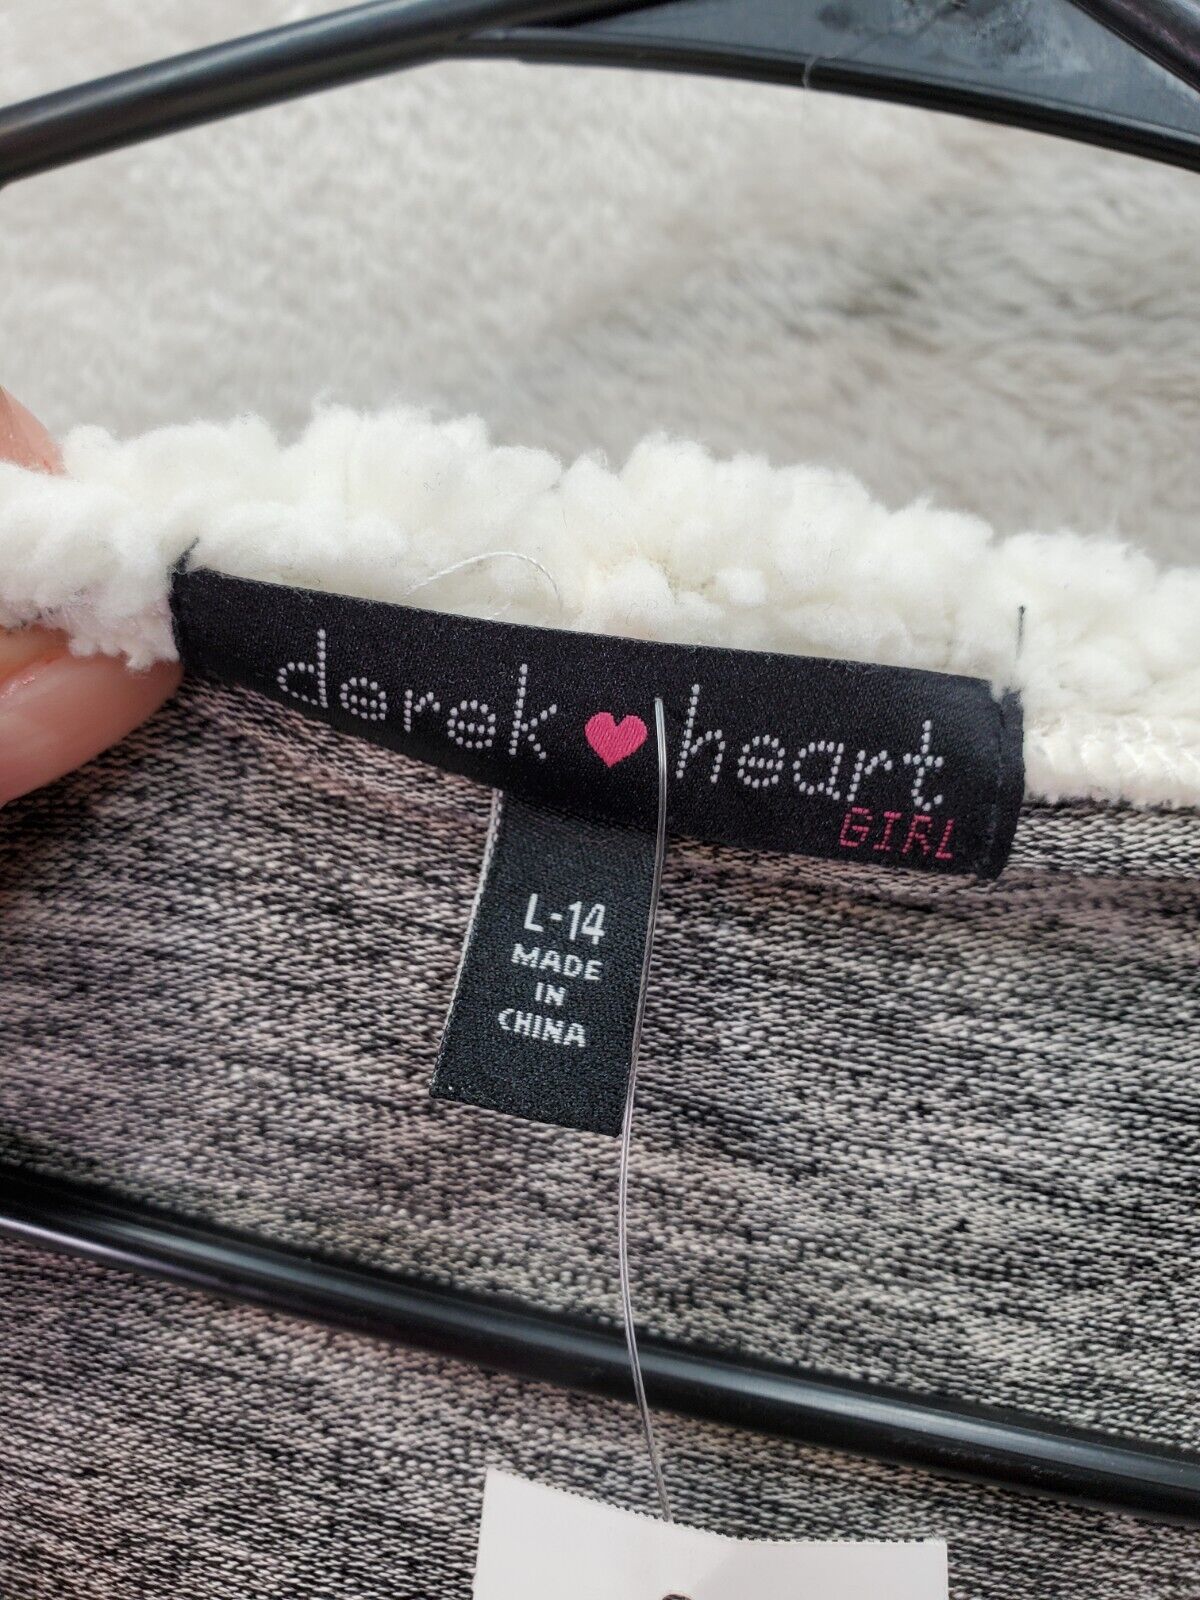 derek heart
GIRL
L-14
MADE
IN
CHINA